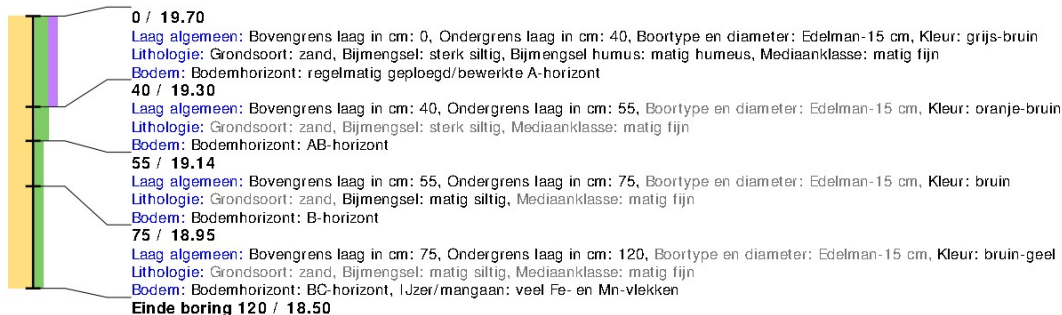 0 / 19.70
Laag algemeen: Bovengrens laag in cm: 0, Ondergrens laag in cm: 40, Boortype en diameter: Edelman-15 cm, Kleur: grijs-bruin
Lithologie: Grondsoort: zand, Bijmengsel: sterk siltig, Bijmengsel humus: matig humeus, Mediaanklasse: matig fijn
Bodem: Bodemhorizont: regelmatig geploegd/bewerkte A-horizont
40 / 19.30
Laag algemeen: Bovengrens laag in cm: 40, Ondergrens laag in cm: 55, Boortype en diameter: Edelman-15 cm, Kleur: oranje-bruin
Lithologie: Grondsoort: zand, Bijmengsel: sterk siltig, Mediaanklasse: matig fijn
Bodem: Bodemhorizont: AB-horizont
55 / 19.14
Laag algemeen: Bovengrens laag in cm: 55, Ondergrens laag in cm: 75, Boortype en diameter: Edelman-15 cm, Kleur: bruin
Lithologie: Grondsoort: zand, Bijmengsel: matig siltig, Mediaanklasse: matig fijn
Bodem: Bodemhorizont: B-horizont
75 / 18.95
Laag algemeen: Bovengrens laag in cm: 75, Ondergrens laag in cm: 120, Boortype en diameter: Edelman-15 cm, Kleur: bruin-geel
Lithologie: Grondsoort: zand, Bijmengsel: matig siltig, Mediaanklasse: matig fijn
Bodem: Bodemhorizont: BC-horizont, IJzer/mangaan: veel Fe- en Mn-vlekken
Einde boring 120 / 18.50